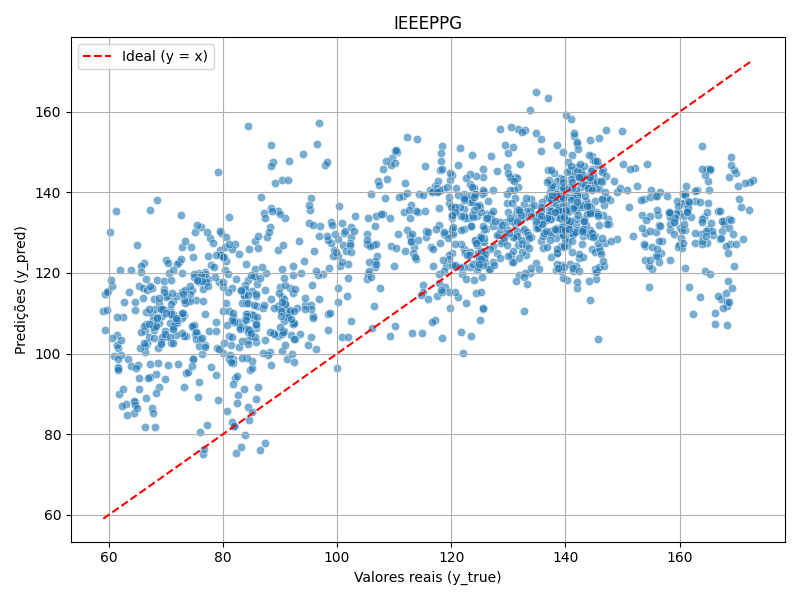 IEEEPPG
Ideal (y = x)
Predições (y_pred)
160
140
120
100
80
60
60 80 100 120 140 160
Valores reais (y_true)